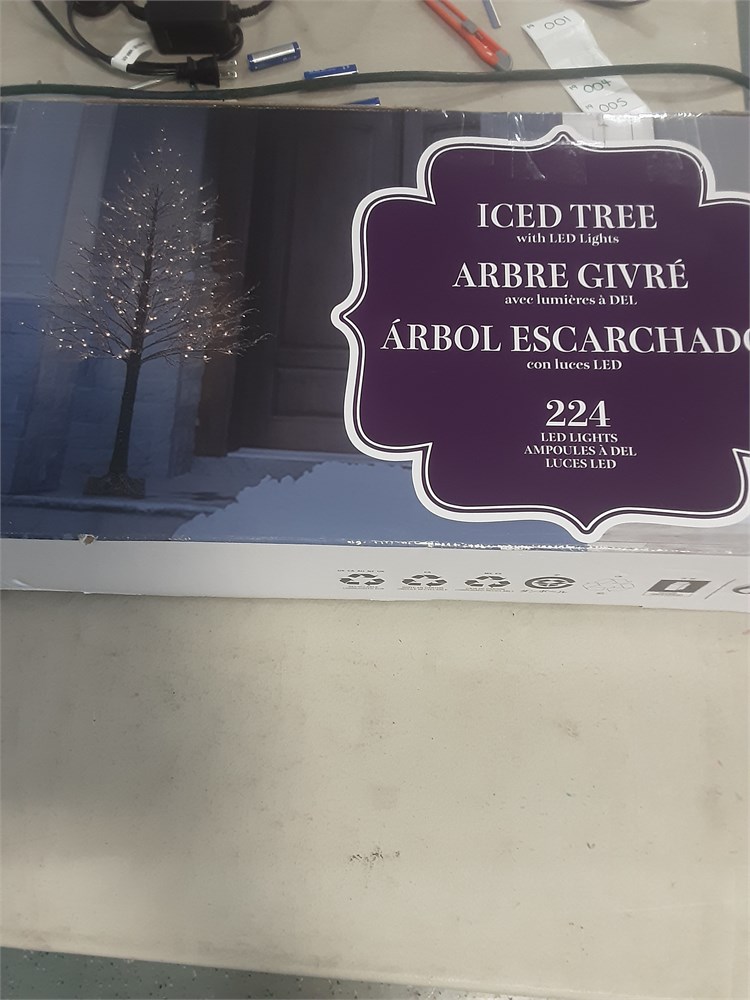 001
004
005
ICED TREE
with LED Lights
ARBRE GIVRÉ
avec lumières à DEL
ÁRBOL ESCARCHADO
con luces LED
224
LED LIGHTS
AMPOULES À DEL
LUCES LED